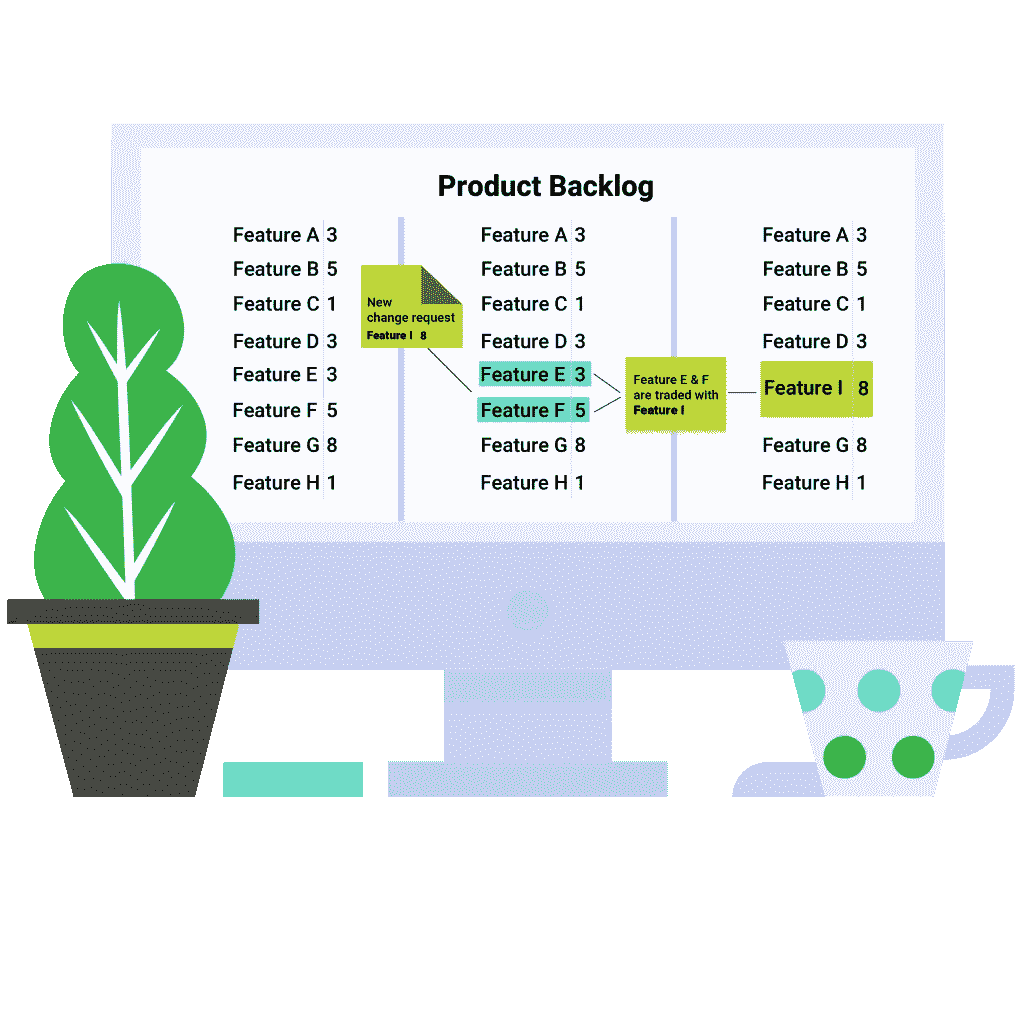 Product Backlog
Feature A 3
Feature B 5
Feature C 1
Feature D 3
Feature E 3
Feature F 5
Feature G 8
Feature H 1
New
change request
Feature I 8
Feature A 3
Feature B 5
Feature C 1
Feature D 3
Feature E 3
Feature F 5
Feature G 8
Feature H 1
Feature E & F
are traded with
Feature I
Feature A 3
Feature B 5
Feature C 1
Feature D 3
Feature I 8
Feature G 8
Feature H 1